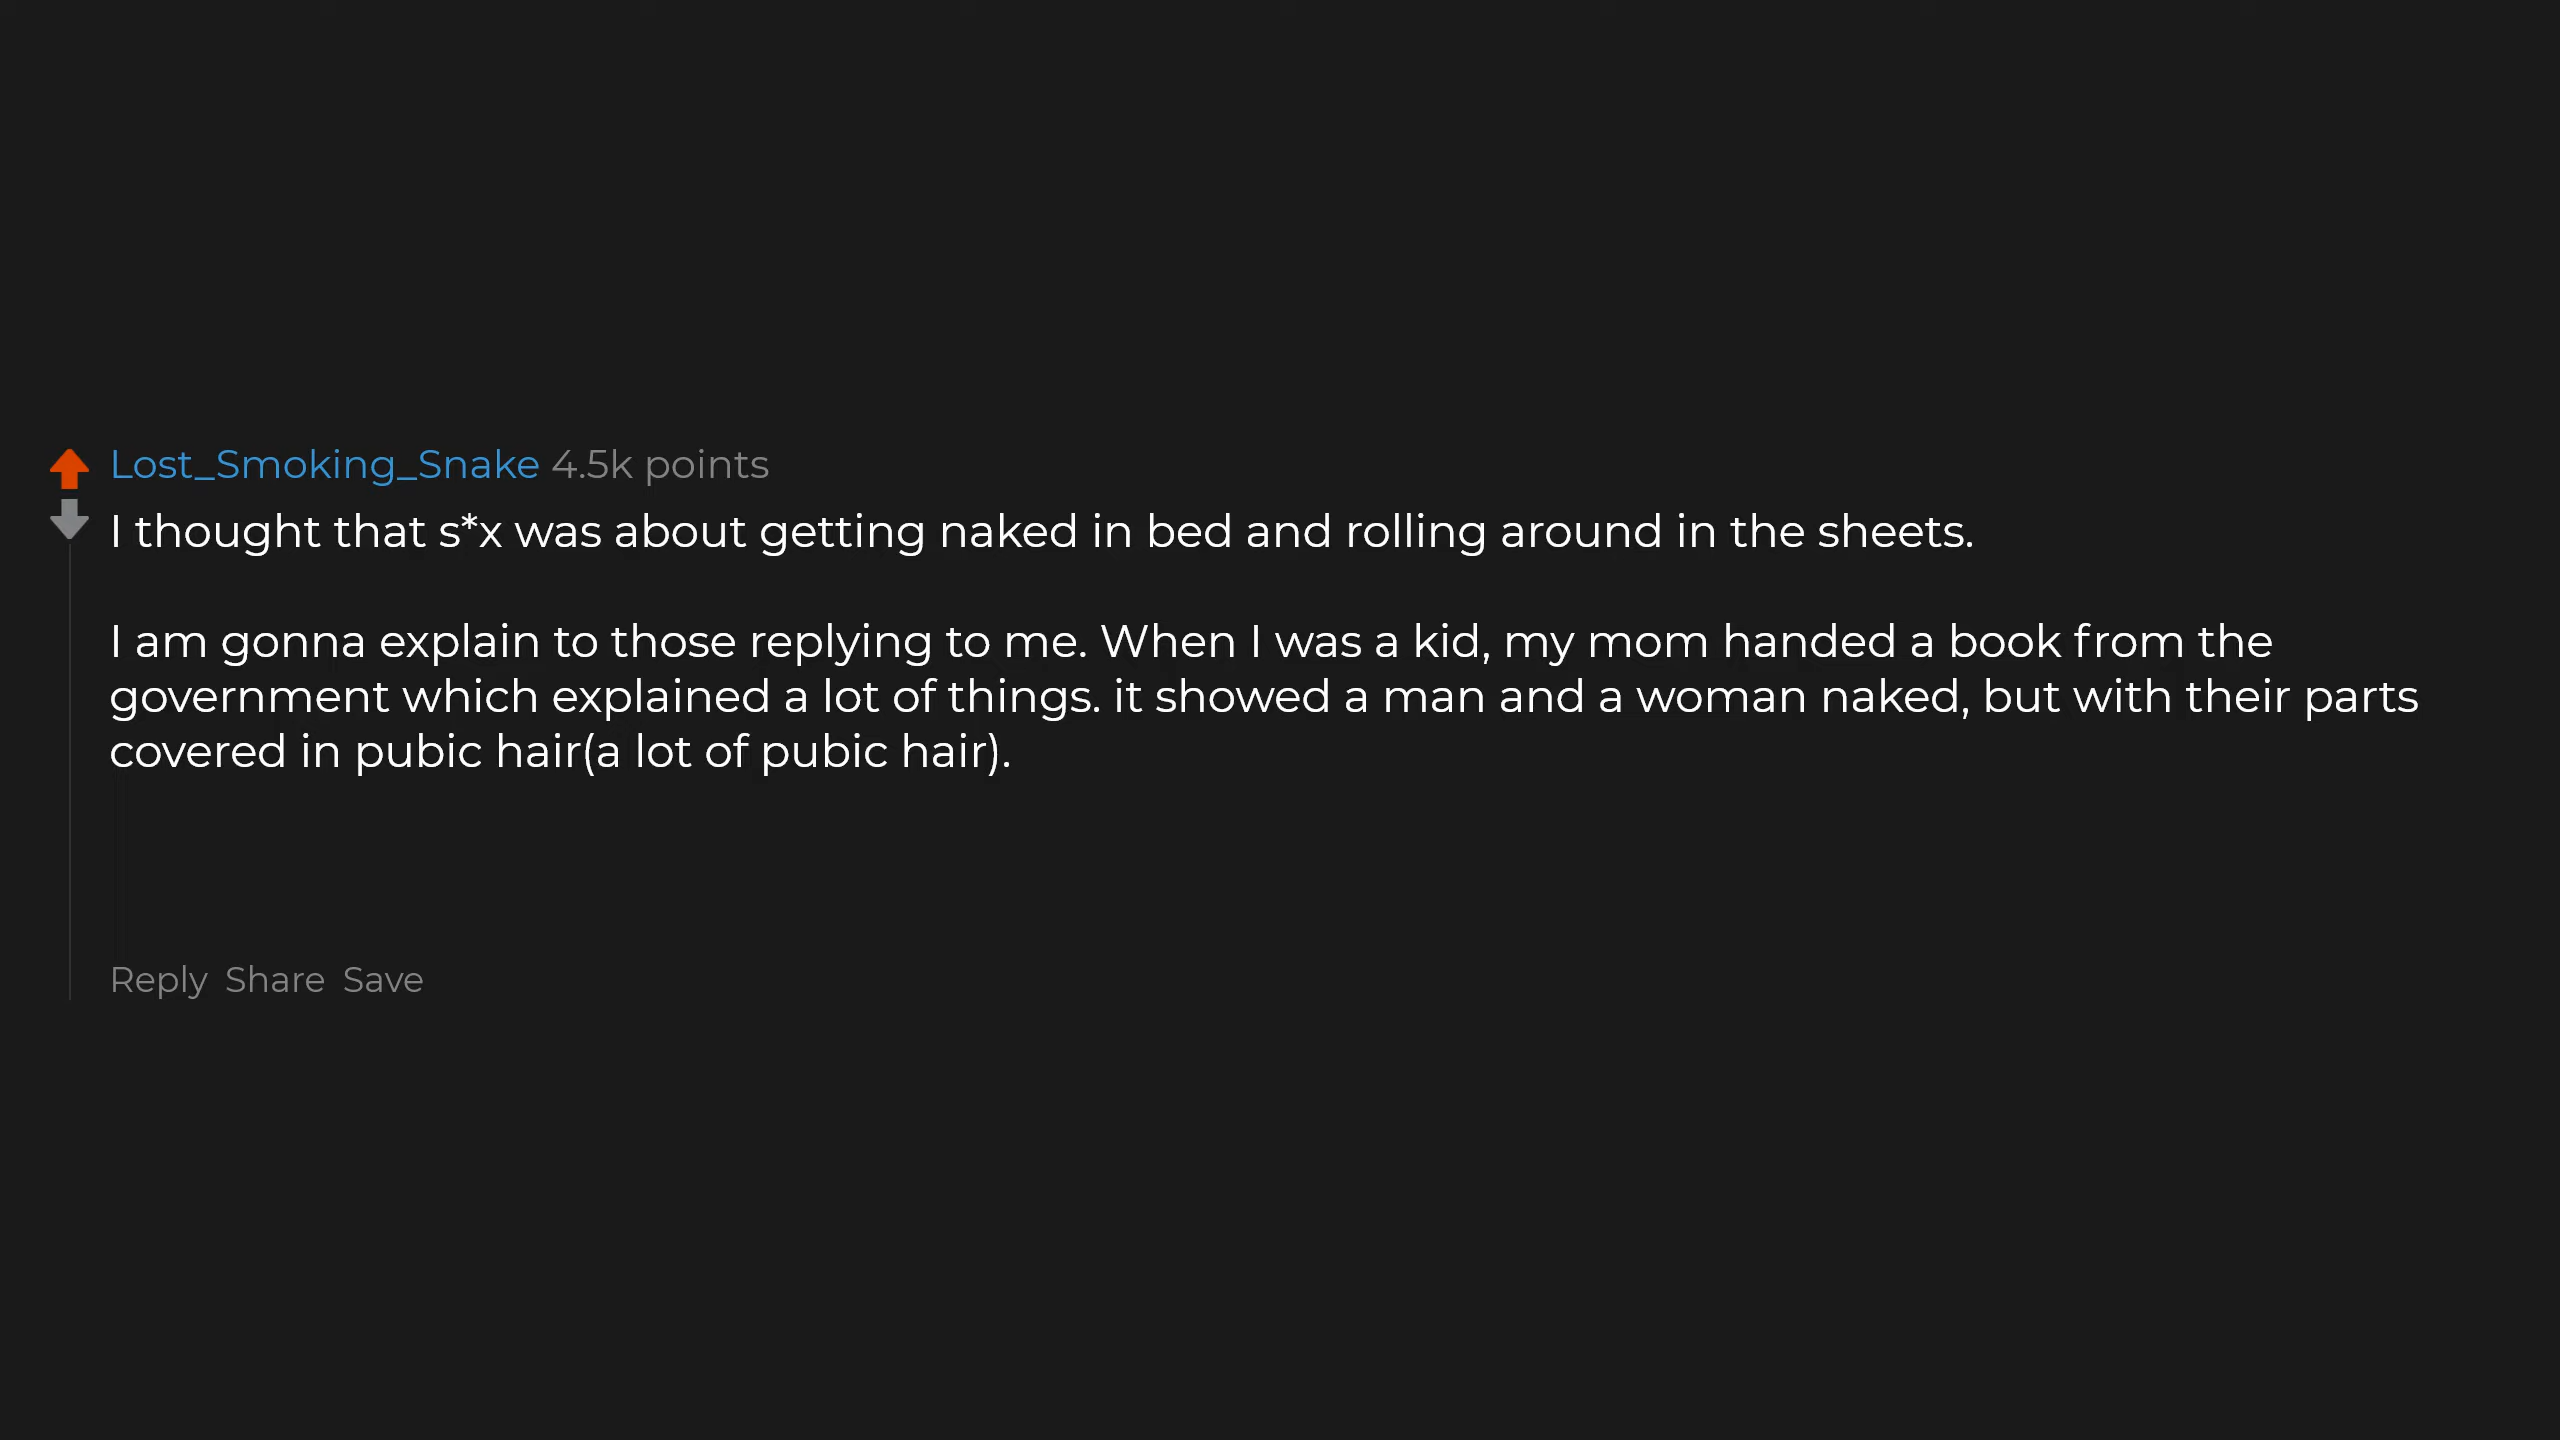 Lost_Smoking_Snake 4.5k points
I thought that s*x was about getting naked in bed and rolling around in the sheets.
I am gonna explain to those replying to me. When I was a kid, my mom handed a book from the
government which explained a lot of things. it showed a man and a woman naked, but with their parts
covered in pubic hair(a lot of pubic hair).
Reply Share Save